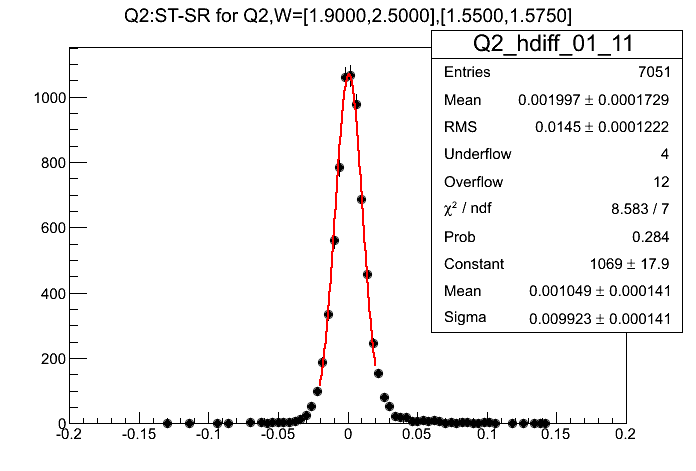 Q2:ST-SR for Q2,W=[1.9000,2.5000],[1.5500,1.5750]
Q2_hdiff_01_11
Entries 7051
Mean 0.001997 ± 0.0001729
RMS 0.0145 ± 0.0001222
Underflow 4
Overflow 12
χ² / ndf 8.583 / 7
Prob 0.284
Constant 1069 ± 17.9
Mean 0.001049 ± 0.000141
Sigma 0.009923 ± 0.000141
1000
800
600
400
200
0
-0.2 -0.15 -0.1 -0.05 0 0.05 0.1 0.15 0.2